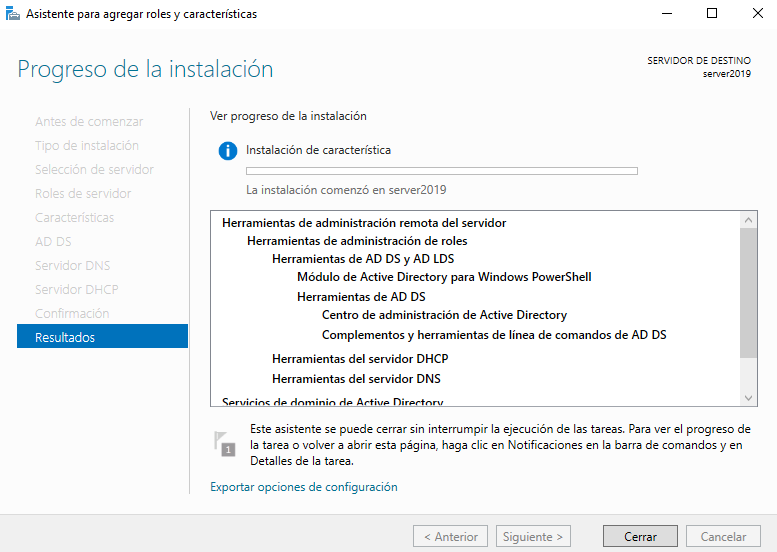 Asistente para agregar roles y características
Progreso de la instalación
SERVIDOR DE DESTINO
server2019
Antes de comenzar
Tipo de instalación
Selección de servidor
Roles de servidor
Características
AD DS
Servidor DNS
Servidor DHCP
Confirmación
Resultados
Ver progreso de la instalación
Instalación de característica
La instalación comenzó en server2019
Herramientas de administración remota del servidor
Herramientas de administración de roles
Herramientas de AD DS y AD LDS
Módulo de Active Directory para Windows PowerShell
Herramientas de AD DS
Centro de administración de Active Directory
Complementos y herramientas de línea de comandos de AD DS
Herramientas del servidor DHCP
Herramientas del servidor DNS
Servicios de dominio de Active Directory
1
Este asistente se puede cerrar sin interrumpir la ejecución de las tareas. Para ver el progreso de
la tarea o volver a abrir esta página, haga clic en Notificaciones en la barra de comandos y en
Detalles de la tarea.
Exportar opciones de configuración
< Anterior
Siguiente >
Cerrar
Cancelar